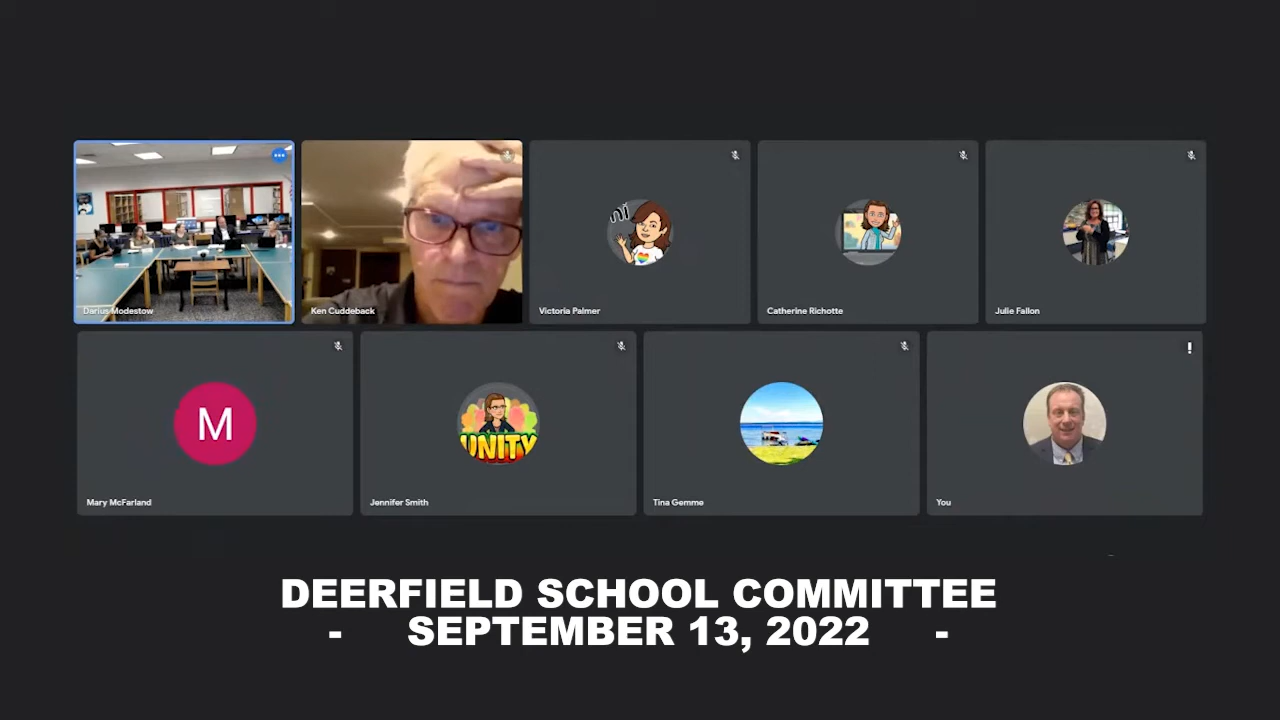 Darius Modestow
Ken Cuddeback
ni
Victoria Palmer
Catherine Richotte
Julie Fallon
M
Mary McFarland
UNITY
Jennifer Smith
Tina Gemme
You
DEERFIELD SCHOOL COMMITTEE
- SEPTEMBER 13, 2022 -